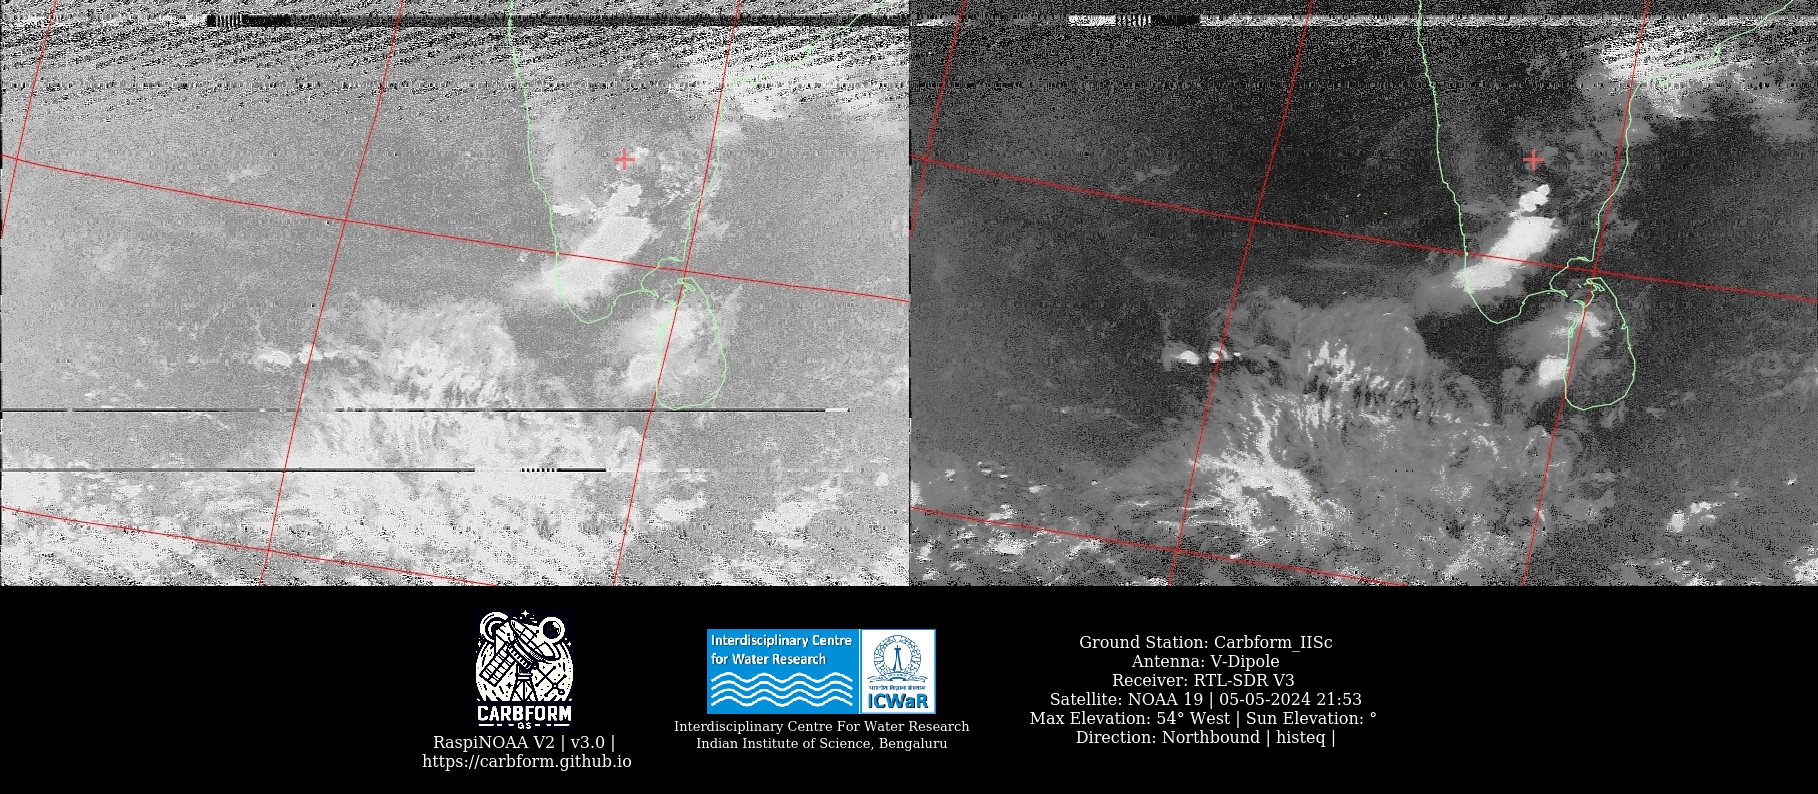 CARBFORM
GS
RaspiNOAA V2 | v3.0 |
https://carbform.github.io
Interdisciplinary Centre
for Water Research
ICWaR
Interdisciplinary Centre For Water Research
Indian Institute of Science, Bengaluru
Ground Station: Carbform_IISc
Antenna: V-Dipole
Receiver: RTL-SDR V3
Satellite: NOAA 19 | 05-05-2024 21:53
Max Elevation: 54° West | Sun Elevation: °
Direction: Northbound | histeq |